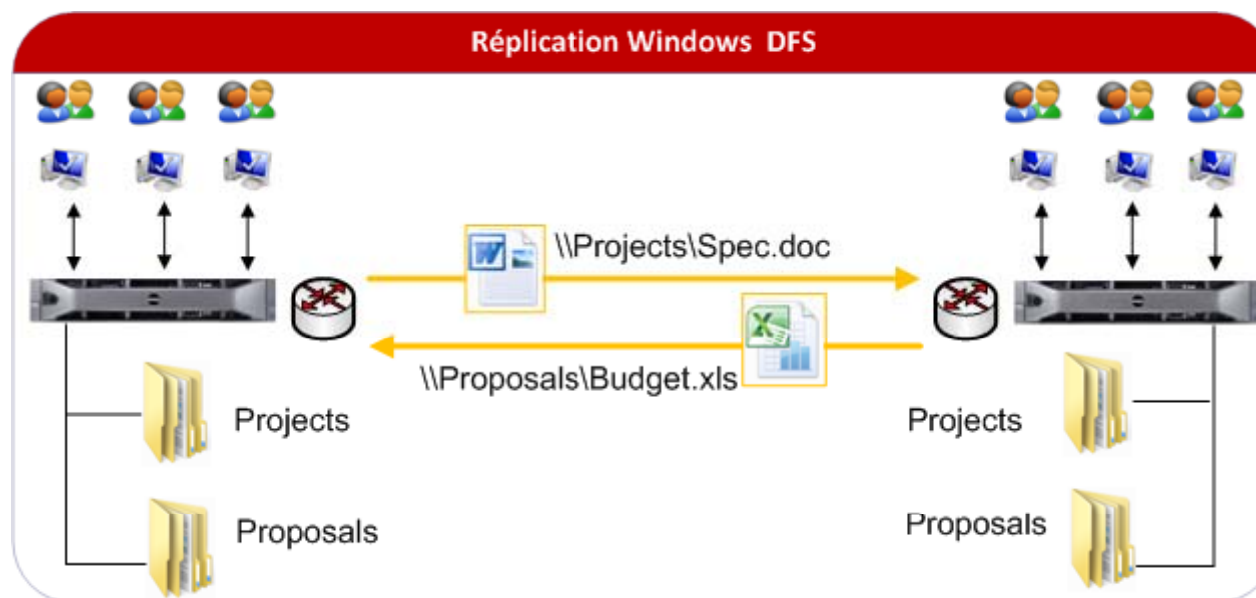 Réplication Windows DFS
\\Projects\Spec.doc
\\Proposals\Budget.xls
Projects
Projects
Proposals
Proposals